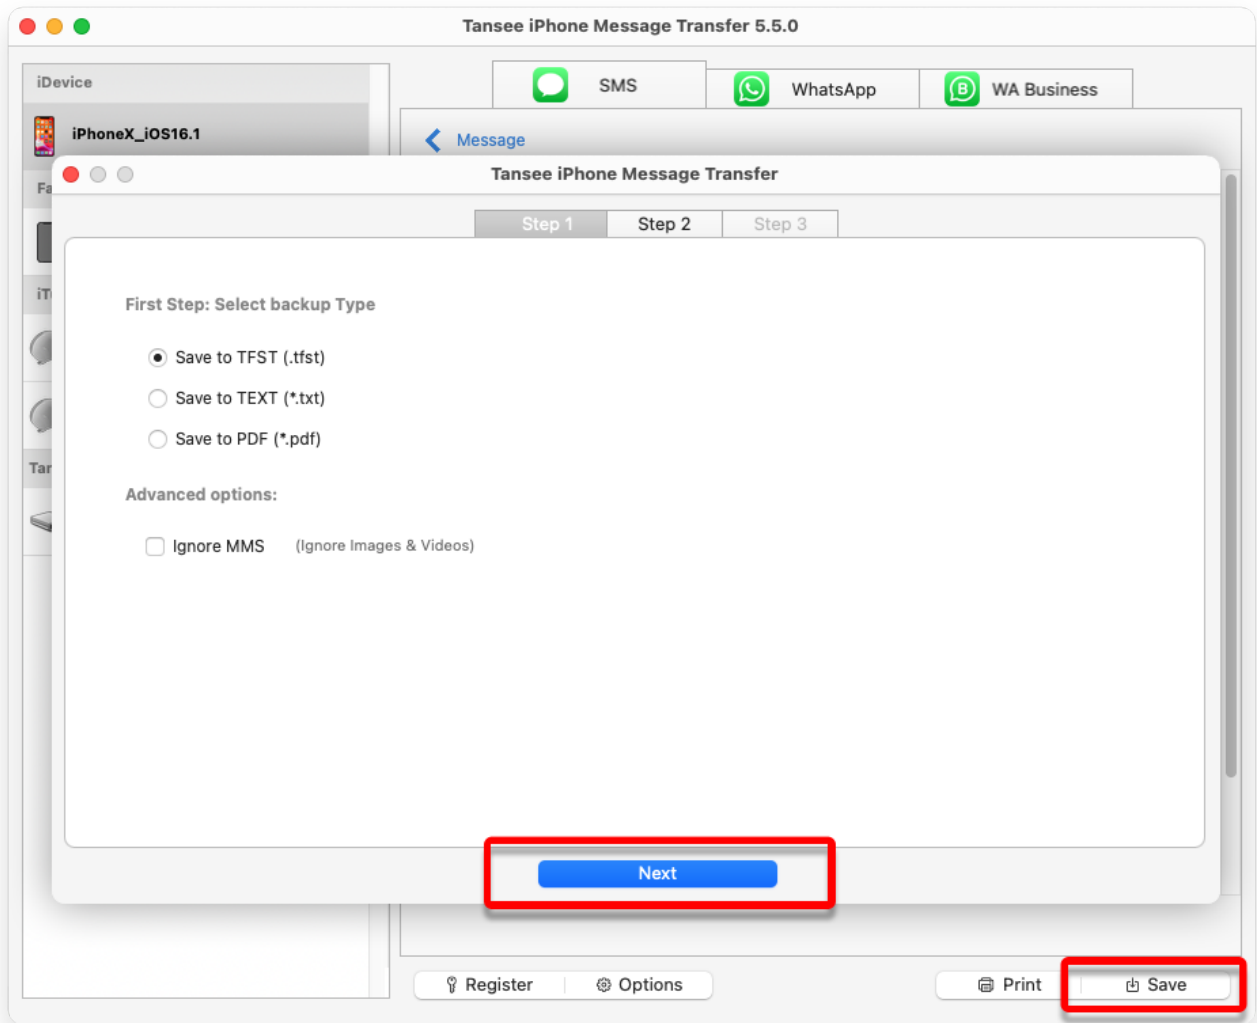 Tansee iPhone Message Transfer 5.5.0
iDevice
SMS
WhatsApp
WA Business
iPhoneX_iOS16.1
Message
Tansee iPhone Message Transfer
Step 1
Step 2
Step 3
First Step: Select backup Type
Save to TFST (.tfst)
Save to TEXT (*.txt)
Save to PDF (*.pdf)
Advanced options:
Ignore MMS (Ignore Images & Videos)
Next
Register
Options
Print
Save